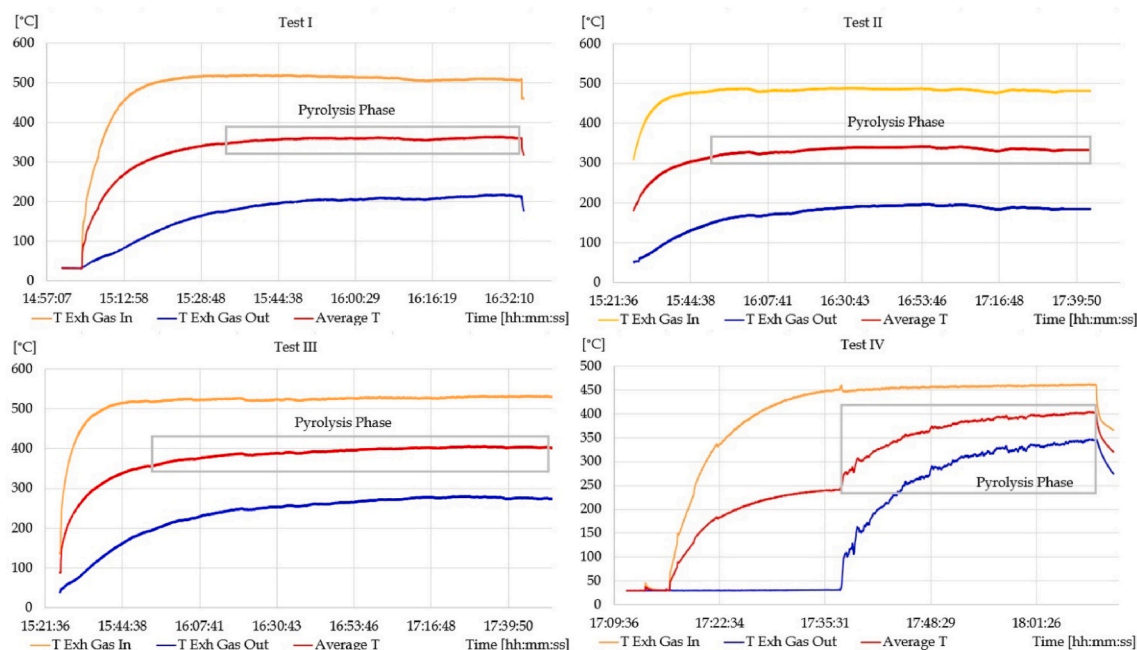 [°C] Test I
600
500
400
300
200
100
0
Pyrolysis Phase
14:57:07 15:12:58 15:28:48 15:44:38 16:00:29 16:16:19 16:32:10
T Exh Gas In T Exh Gas Out Average T Time [hh:mm:ss]
[°C] Test II
600
500
400
300
200
100
0
Pyrolysis Phase
15:21:36 15:44:38 16:07:41 16:30:43 16:53:46 17:16:48 17:39:50
T Exh Gas In T Exh Gas Out Average T Time [hh:mm:ss]
[°C] Test III
600
500
400
300
200
100
0
Pyrolysis Phase
15:21:36 15:44:38 16:07:41 16:30:43 16:53:46 17:16:48 17:39:50
T Exh Gas In T Exh Gas Out Average T Time [hh:mm:ss]
[°C] Test IV
500
450
400
350
300
250
200
150
100
50
0
Pyrolysis Phase
17:09:36 17:22:34 17:35:31 17:48:29 18:01:26
T Exh Gas In T Exh Gas Out Average T Time [hh:mm:ss]